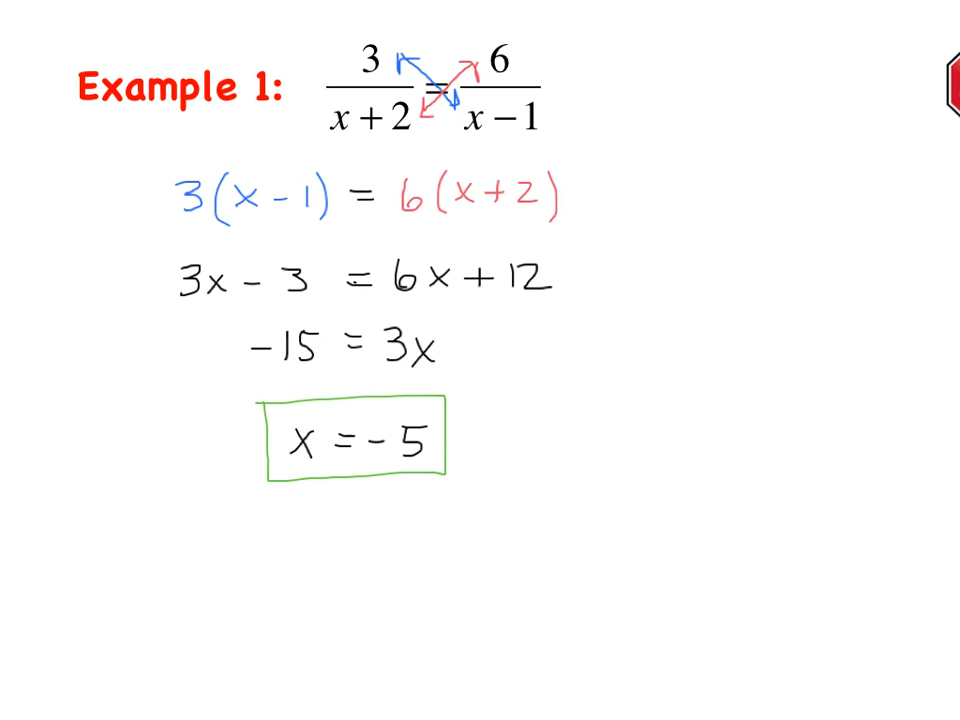 Example 1: 3/(x + 2) = 6/(x − 1)
3(x - 1) = 6(x + 2)
3x - 3 = 6x + 12
-15 = 3x
x = -5